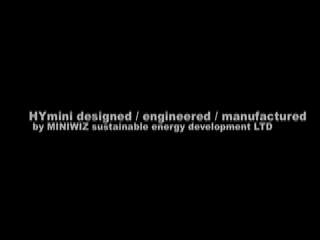 HYmini designed / engineered / manufactured
by MINIWIZ sustainable energy development LTD